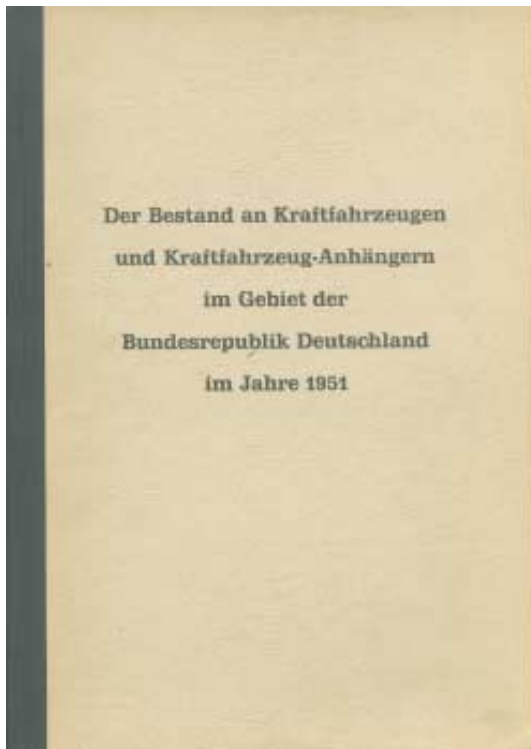 Der Bestand an Kraftfahrzeugen
und Kraftfahrzeug-Anhängern
im Gebiet der
Bundesrepublik Deutschland
im Jahre 1951